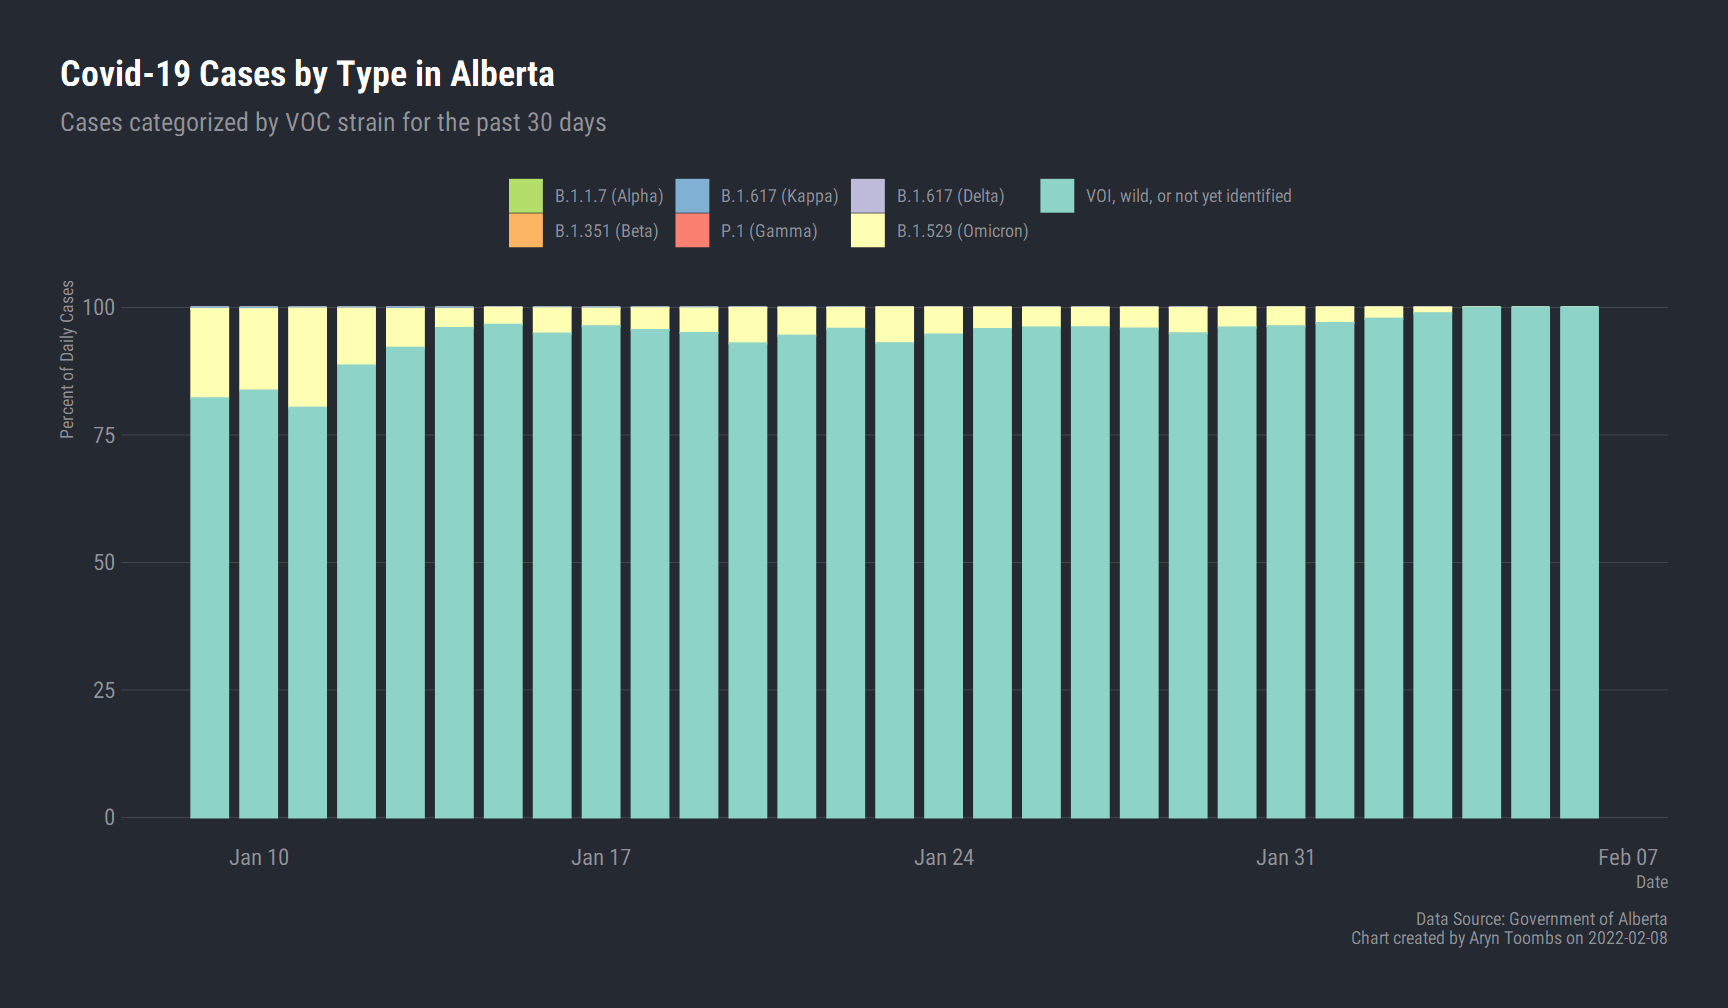 Covid-19 Cases by Type in Alberta
Cases categorized by VOC strain for the past 30 days
B.1.1.7 (Alpha) B.1.617 (Kappa) B.1.617 (Delta) VOI, wild, or not yet identified
B.1.351 (Beta) P.1 (Gamma) B.1.529 (Omicron)
Percent of Daily Cases
100
75
50
25
0
Jan 10 Jan 17 Jan 24 Jan 31 Feb 07
Date
Data Source: Government of Alberta
Chart created by Aryn Toombs on 2022-02-08